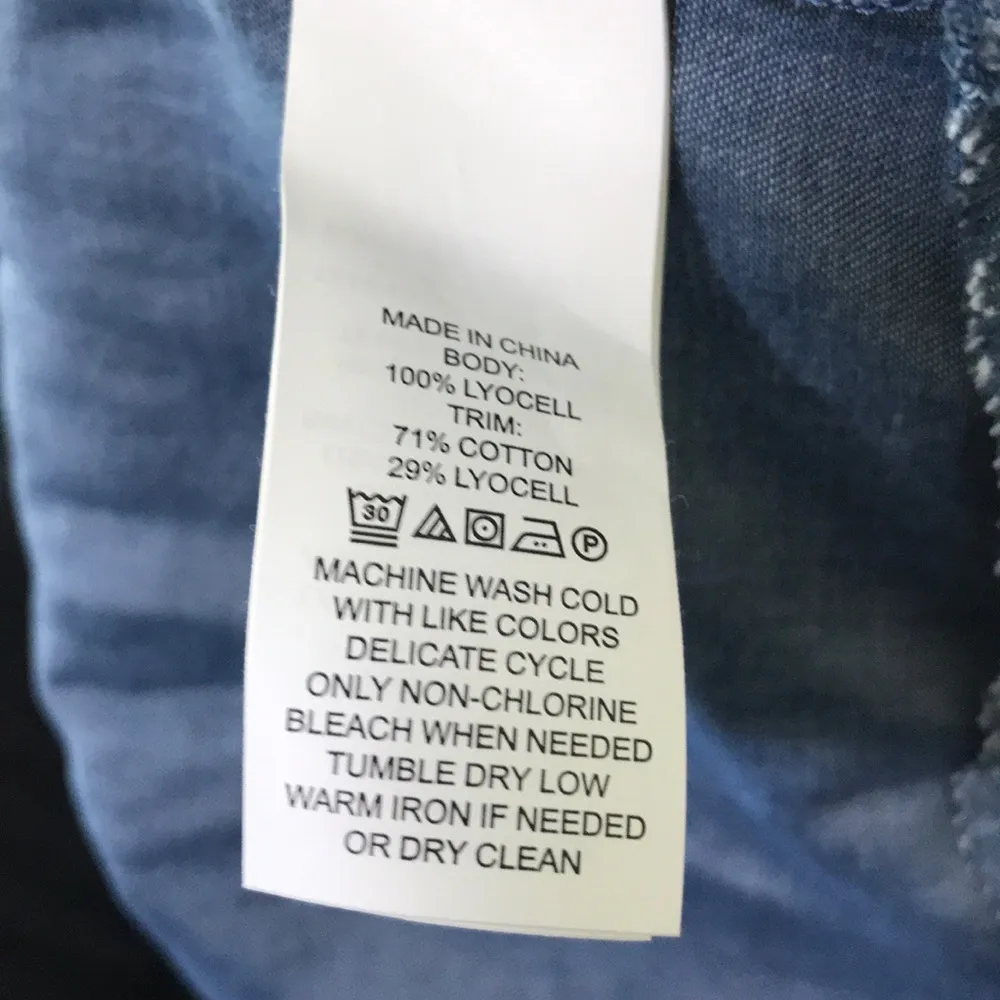 MADE IN CHINA
BODY:
100% LYOCELL
TRIM:
71% COTTON
29% LYOCELL
30 P
MACHINE WASH COLD
WITH LIKE COLORS
DELICATE CYCLE
ONLY NON-CHLORINE
BLEACH WHEN NEEDED
TUMBLE DRY LOW
WARM IRON IF NEEDED
OR DRY CLEAN